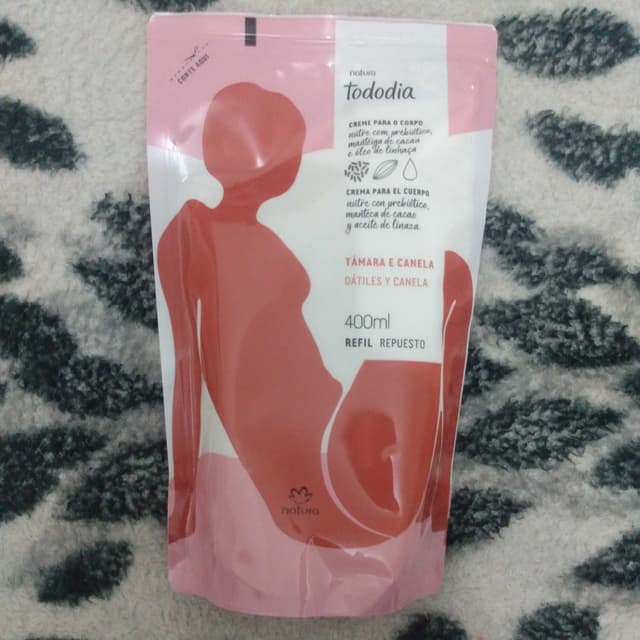 CORTE AQUI
natura
tododia
CREME PARA O CORPO
nutre com prebiótico,
manteiga de cacau
e óleo de linhaça
CREMA PARA EL CUERPO
nutre con prebiótico,
manteca de cacao
y aceite de linaza.
TÂMARA E CANELA
DÁTILES Y CANELA
400ml
REFIL REPUESTO
natura